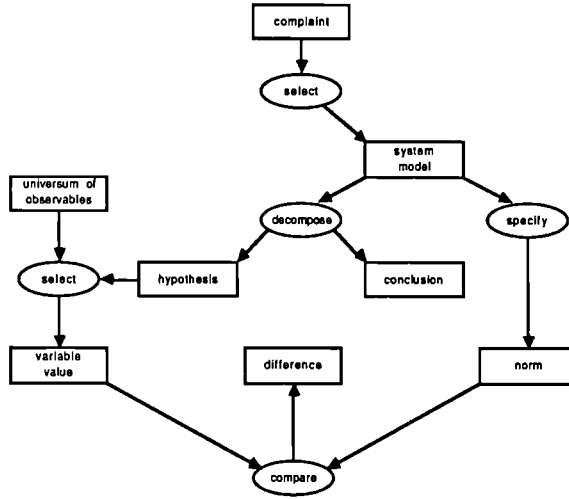 complaint
select
system
model
universum of
observables
decompose
specify
select
hypothesis
conclusion
variable
value
difference
norm
compare